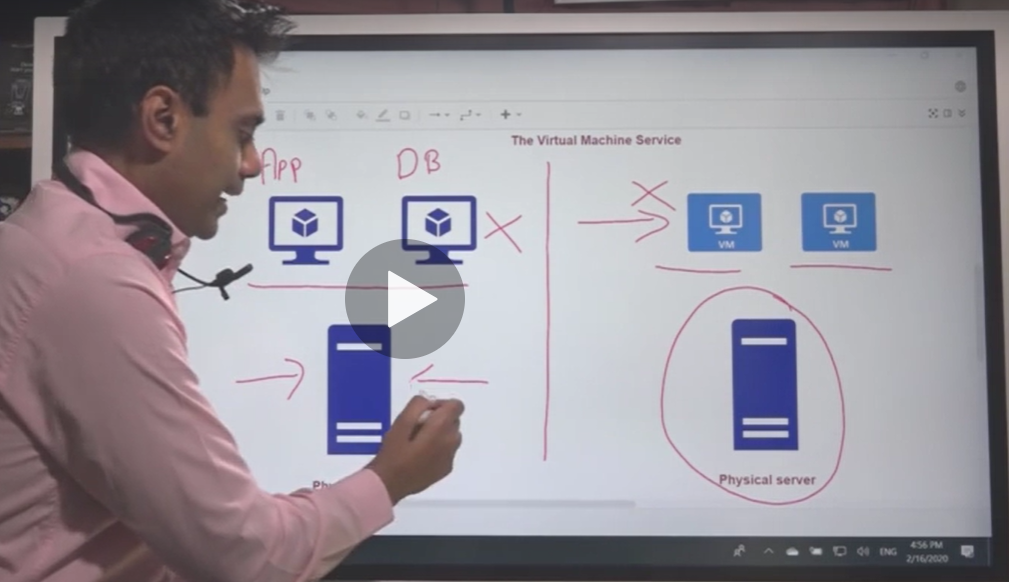 The Virtual Machine Service
App
DB
VM
VM
Physical server
ENG
4:56 PM
2/16/2020